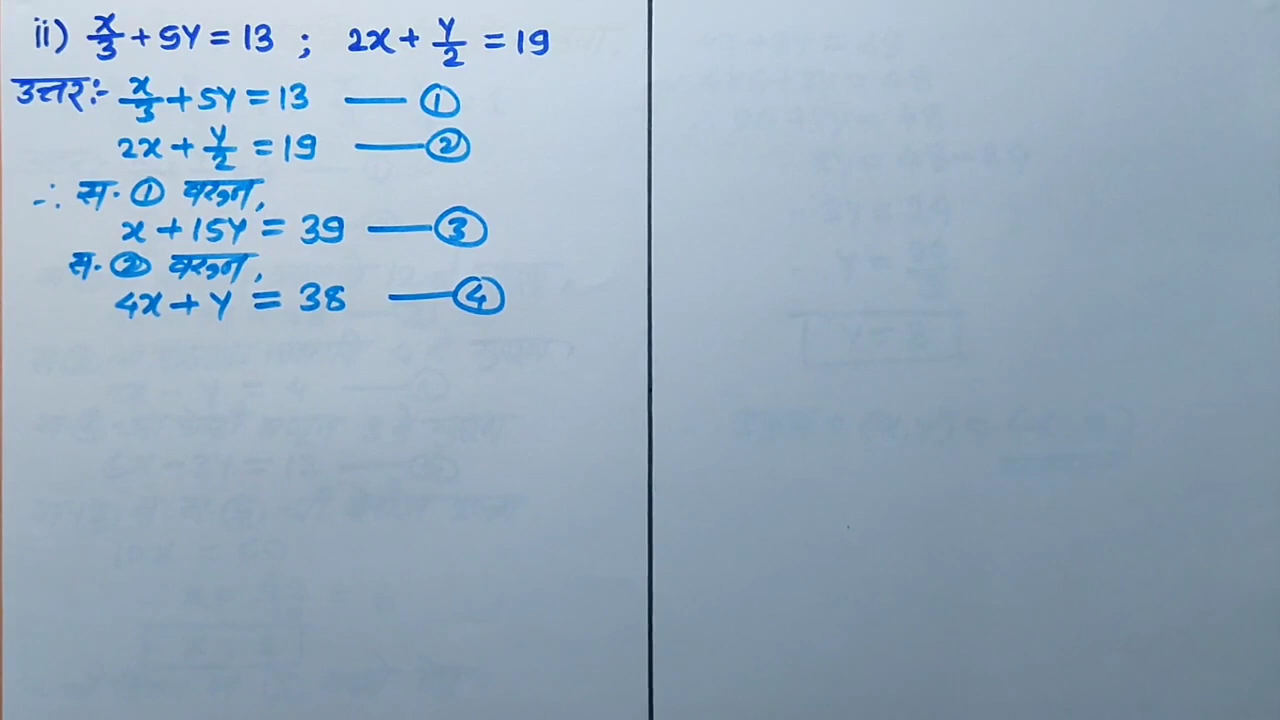 ii) x/3 + 5y = 13 ; 2x + y/2 = 19
उत्तर:- x/3 + 5y = 13 —— ①
2x + y/2 = 19 —— ②
∴ स. ① वरून,
x + 15y = 39 —— ③
स. ② वरून,
4x + y = 38 —— ④